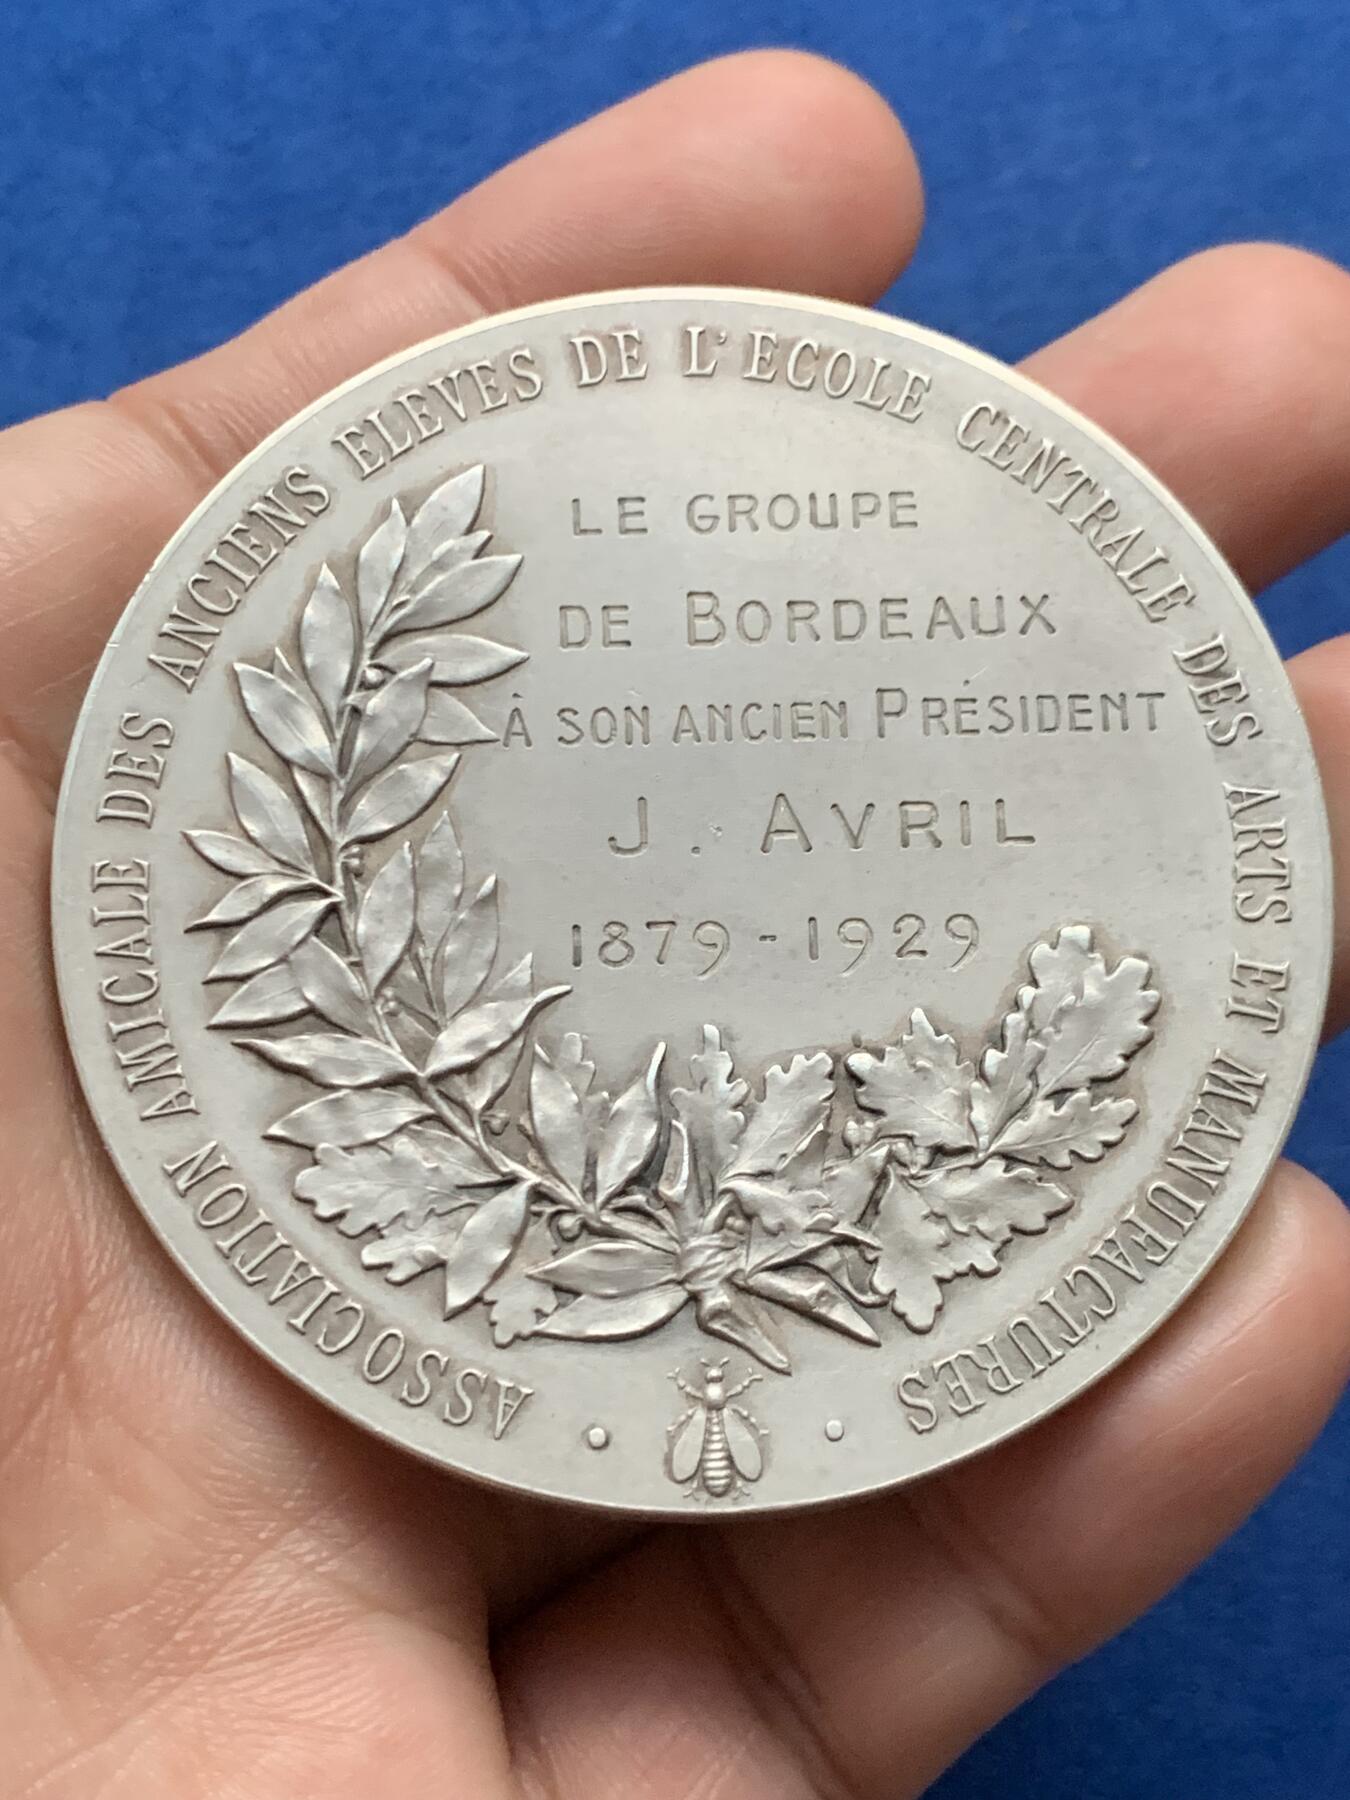 ASSOCIATION AMICALE DES ANCIENS ELEVES DE L'ECOLE CENTRALE DES ARTS ET MANUFACTURES
LE GROUPE
DE BORDEAUX
À SON ANCIEN PRÉSIDENT
J. AVRIL
1879-1929